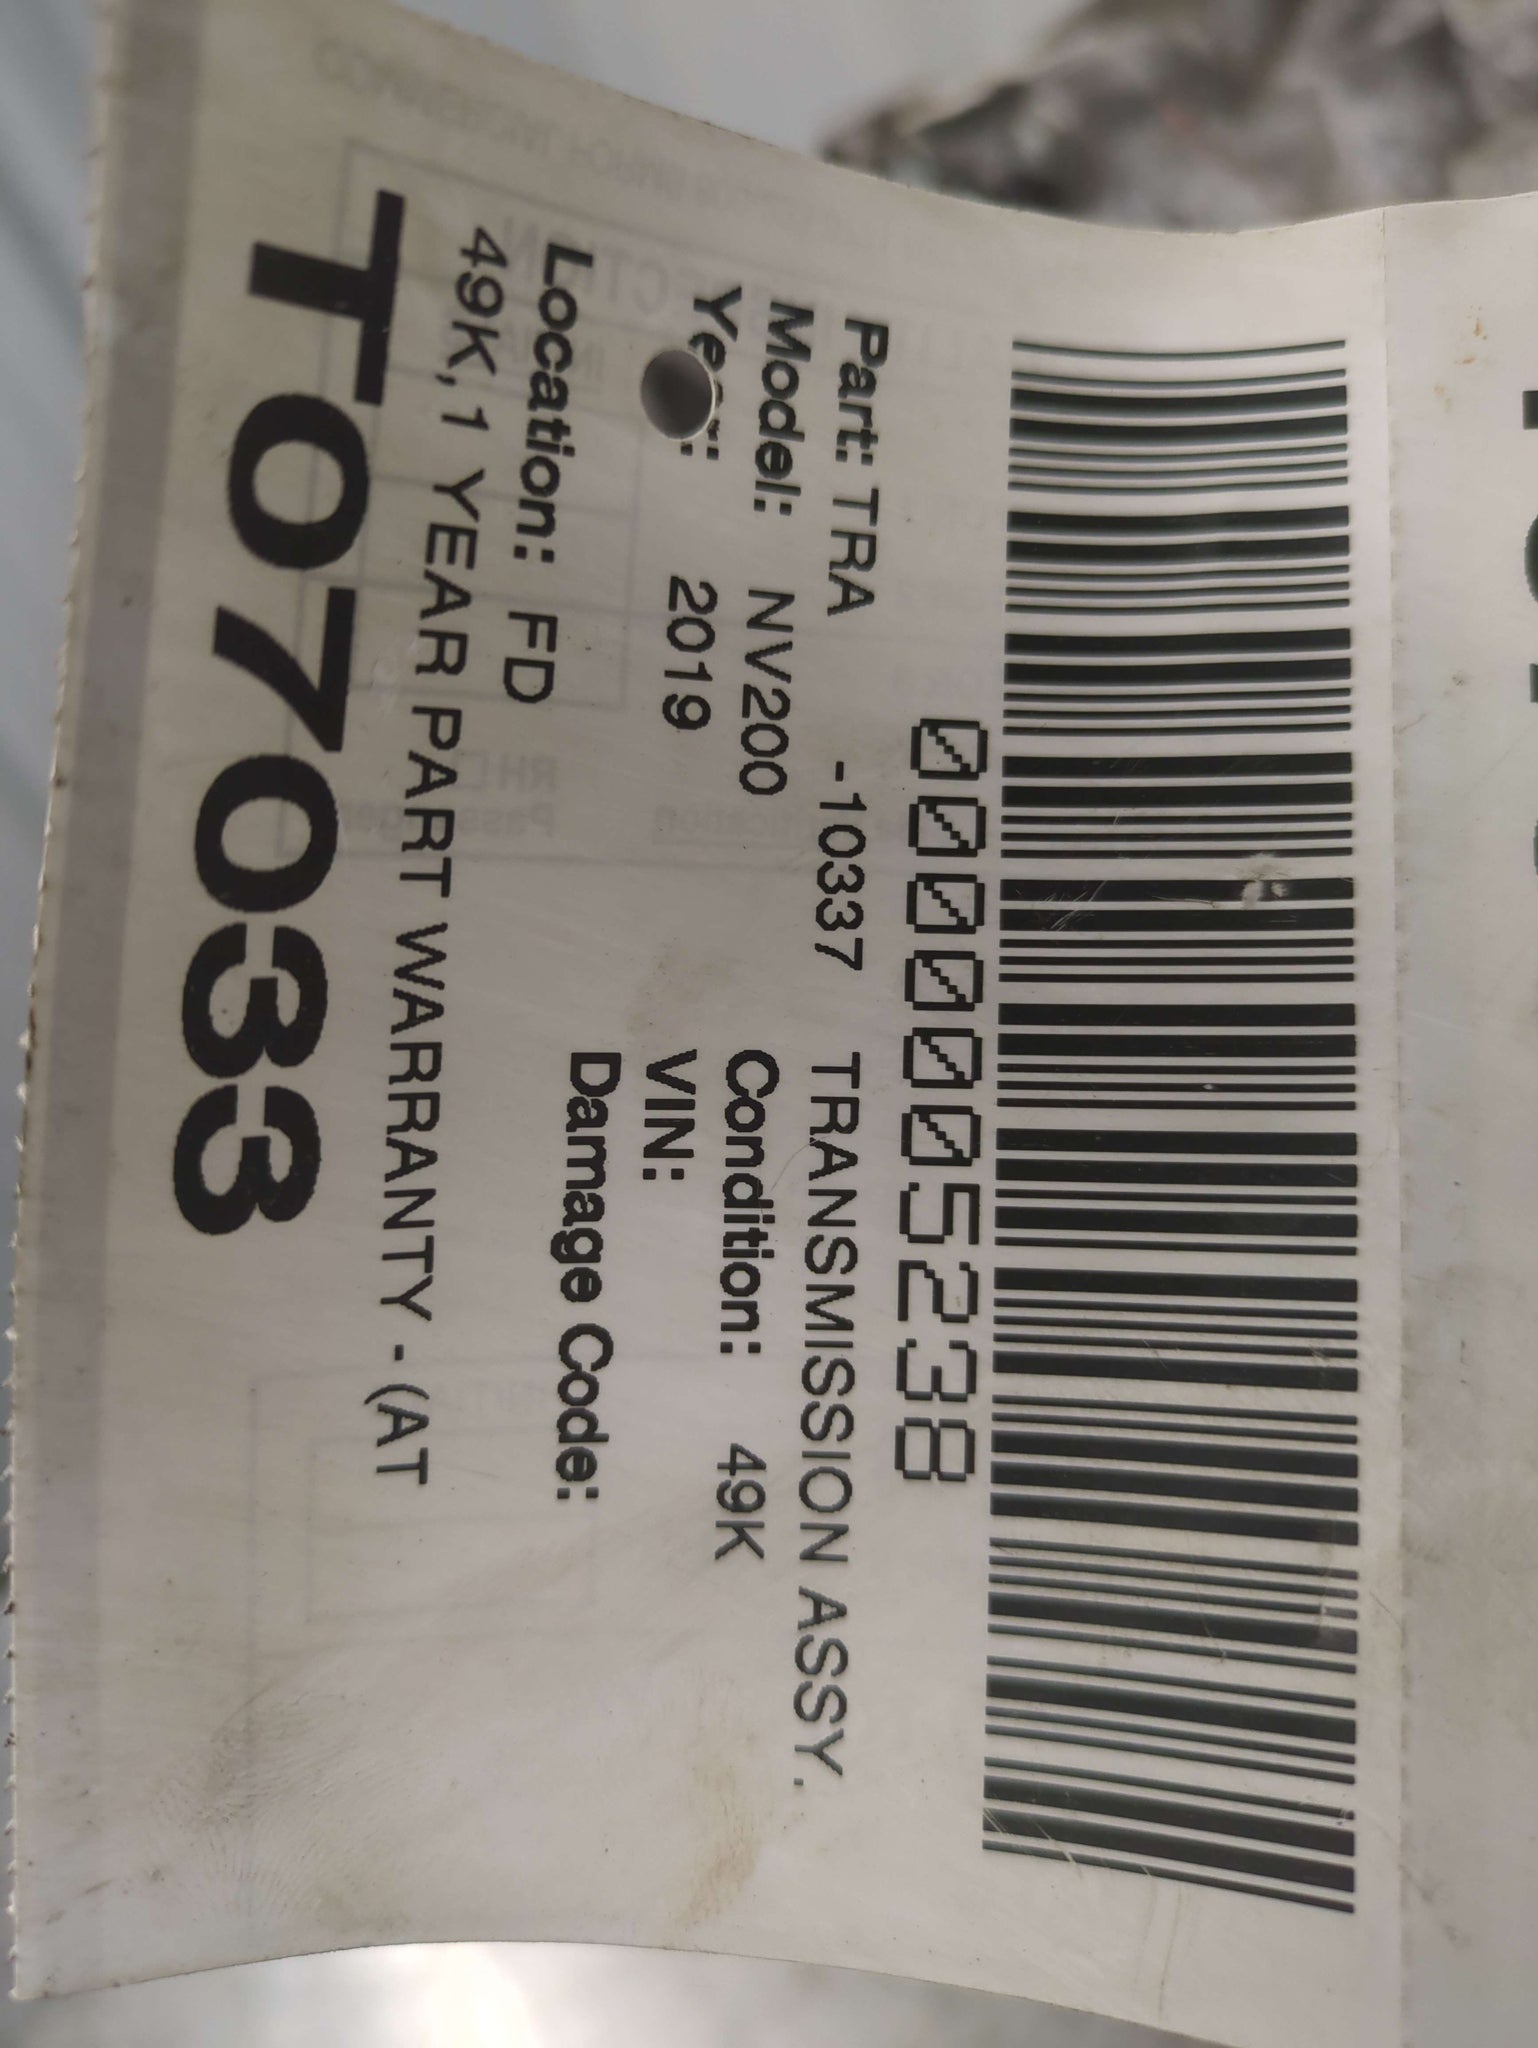 0000005238
Part: TRA -10337 TRANSMISSION ASSY.
Model: NV200 Condition: 49K
Year: 2019 VIN:
Damage Code:
Location: FD
49K,1 YEAR PART WARRANTY - (AT
T07033